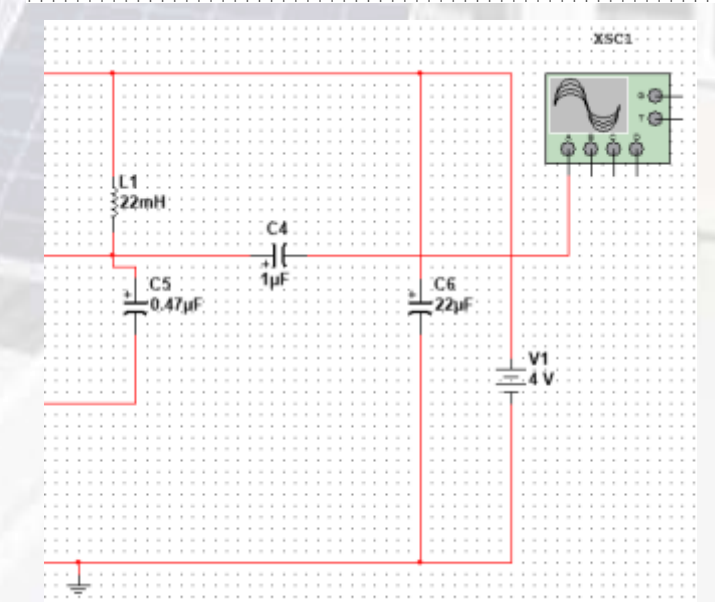 XSC1
G
T
A B C D
L1
22mH
C4
1µF
C5
0.47µF
C6
22µF
V1
4 V